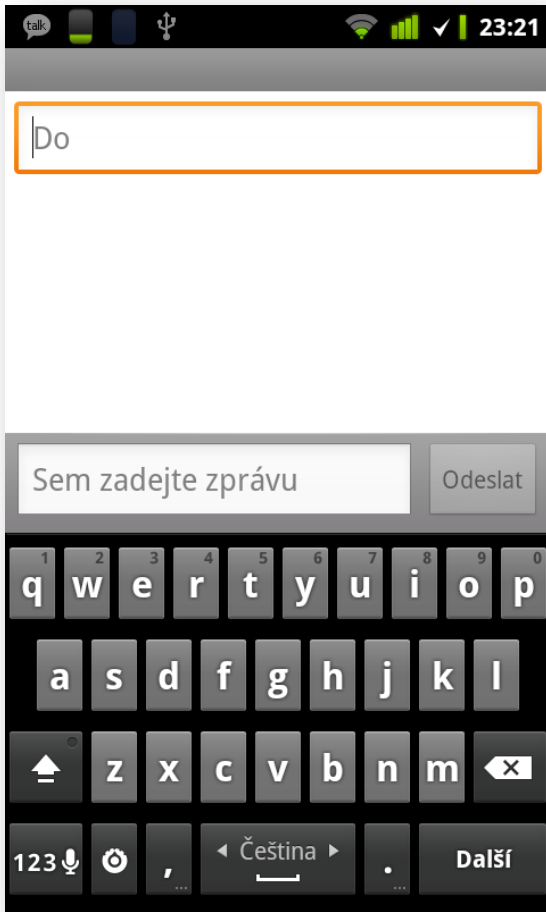 talk 23:21
Do
Sem zadejte zprávu Odeslat
1 2 3 4 5 6 7 8 9 0
q w e r t y u i o p
a s d f g h j k l
z x c v b n m
123 , ... Čeština . ... Další